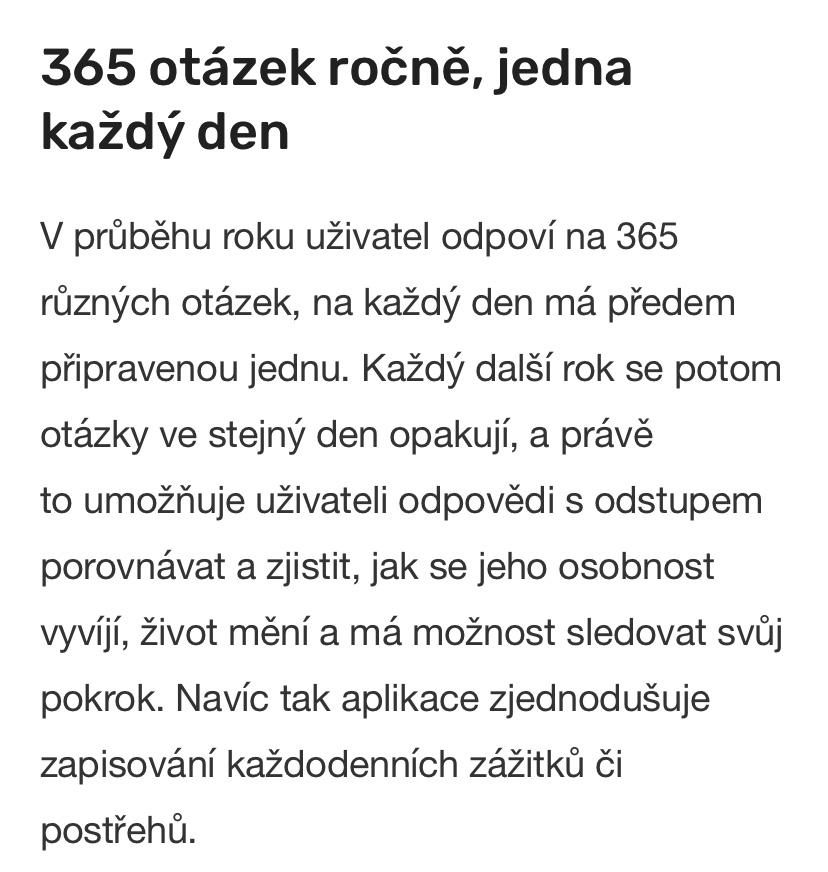 365 otázek ročně, jedna
každý den
V průběhu roku uživatel odpoví na 365
různých otázek, na každý den má předem
připravenou jednu. Každý další rok se potom
otázky ve stejný den opakují, a právě
to umožňuje uživateli odpovědi s odstupem
porovnávat a zjistit, jak se jeho osobnost
vyvíjí, život mění a má možnost sledovat svůj
pokrok. Navíc tak aplikace zjednodušuje
zapisování každodenních zážitků či
postřehů.